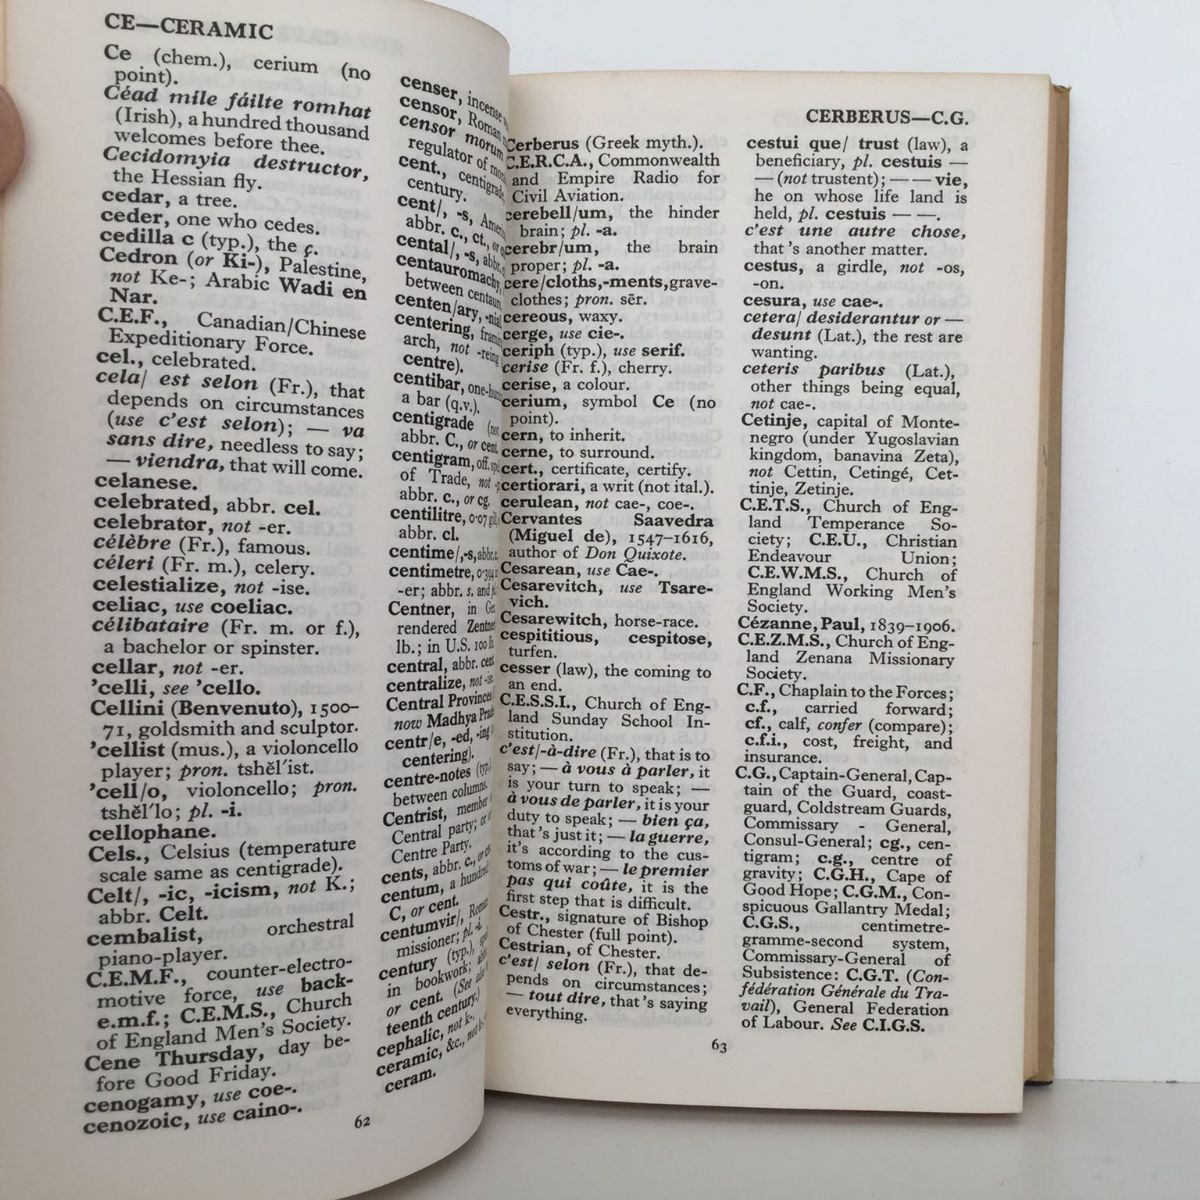 CE—CERAMIC
Ce (chem.), cerium (no
point).
Céad míle fáilte romhat
(Irish), a hundred thousand
welcomes before thee.
Cecidomyia destructor,
the Hessian fly.
cedar, a tree.
ceder, one who cedes.
cedilla c (typ.), the ç.
Cedron (or Ki-), Palestine,
not Ke-; Arabic Wadi en
Nar.
C.E.F., Canadian/Chinese
Expeditionary Force.
cel., celebrated.
cela/ est selon (Fr.), that
depends on circumstances
(use c'est selon); — va
sans dire, needless to say;
— viendra, that will come.
celanese.
celebrated, abbr. cel.
celebrator, not -er.
célèbre (Fr.), famous.
céleri (Fr. m.), celery.
celestialize, not -ise.
celiac, use coeliac.
célibataire (Fr. m. or f.),
a bachelor or spinster.
cellar, not -er.
'celli, see 'cello.
Cellini (Benvenuto), 1500–
71, goldsmith and sculptor.
'cellist (mus.), a violoncello
player; pron. tshĕl′ist.
'cell/o, violoncello; pron.
tshĕl′lo; pl. -i.
cellophane.
Cels., Celsius (temperature
scale same as centigrade).
Celt/, -ic, -icism, not K.;
abbr. Celt.
cembalist, orchestral
piano-player.
C.E.M.F., counter-electro-
motive force, use back-
e.m.f.; C.E.M.S., Church
of England Men's Society.
Cene Thursday, day be-
fore Good Friday.
cenogamy, use coe-.
cenozoic, use caino-.
censer, incense
censor, Roman
censor morum
regulator of
cent., centigrade
century.
cent/, -s,
abbr. c., ct., or
cental/, -s, abbr.
centauromachy,
between
centen/ary,
centering,
arch, not -reing
centre).
centibar,
a bar (q.v.).
centigrade
abbr. C., or cent.
centigram, off.
of Trade, not
abbr. c., or cg.
centilitre, 0·07 gill
abbr. cl.
centime/,-s, abbr. c.
centimetre,
-er; abbr. s. and
Centner, in
rendered Zentner
lb.; in U.S. 100 lb.
central, abbr. cent.
centralize, not
Central Provinces
now Madhya
centr/e, -ed, -ing
centering).
centre-notes (typ.)
between columns.
Centrist, member
Central party; or
Centre Party.
cents, abbr. c., or
centum, a hundred
C, or cent.
centumvir/, Roman
missioner; pl. -i.
century (typ.),
in bookwork;
or cent. (See also
teenth century.)
cephalic, not k-.
ceramic, &c., not k-.
ceram.
62
CERBERUS—C.G.
Cerberus (Greek myth.).
C.E.R.C.A., Commonwealth
and Empire Radio for
Civil Aviation.
cerebell/um, the hinder
brain; pl. -a.
cerebr/um, the brain
proper; pl. -a.
cere/cloths,-ments, grave-
clothes; pron. sēr.
cereous, waxy.
cerge, use cie-.
ceriph (typ.), use serif.
cerise (Fr. f.), cherry.
cerise, a colour.
cerium, symbol Ce (no
point).
cern, to inherit.
cerne, to surround.
cert., certificate, certify.
certiorari, a writ (not ital.).
cerulean, not cae-, coe-.
Cervantes Saavedra
(Miguel de), 1547–1616,
author of Don Quixote.
Cesarean, use Cae-.
Cesarevitch, use Tsare-
vich.
Cesarewitch, horse-race.
cespititious, cespitose,
turfen.
cesser (law), the coming to
an end.
C.E.S.S.I., Church of Eng-
land Sunday School In-
stitution.
c'est/-à-dire (Fr.), that is to
say; — à vous à parler, it
is your turn to speak; —
à vous de parler, it is your
duty to speak; — bien ça,
that's just it; — la guerre,
it's according to the cus-
toms of war; — le premier
pas qui coûte, it is the
first step that is difficult.
Cestr., signature of Bishop
of Chester (full point).
Cestrian, of Chester.
c'est/ selon (Fr.), that de-
pends on circumstances;
— tout dire, that's saying
everything.
cestui que/ trust (law), a
beneficiary, pl. cestuis —
— (not trustent); — — vie,
he on whose life land is
held, pl. cestuis — —.
c'est une autre chose,
that's another matter.
cestus, a girdle, not -os,
-on.
cesura, use cae-.
cetera/ desiderantur or —
desunt (Lat.), the rest are
wanting.
ceteris paribus (Lat.),
other things being equal,
not cae-.
Cetinje, capital of Monte-
negro (under Yugoslavian
kingdom, banavina Zeta),
not Cettin, Cetingé, Cet-
tinje, Zetinje.
C.E.T.S., Church of Eng-
land Temperance So-
ciety; C.E.U., Christian
Endeavour Union;
C.E.W.M.S., Church of
England Working Men's
Society.
Cézanne, Paul, 1839–1906.
C.E.Z.M.S., Church of Eng-
land Zenana Missionary
Society.
C.F., Chaplain to the Forces;
c.f., carried forward;
cf., calf, confer (compare);
c.f.i., cost, freight, and
insurance.
C.G., Captain-General, Cap-
tain of the Guard, coast-
guard, Coldstream Guards,
Commissary - General,
Consul-General; cg., cen-
tigram; c.g., centre of
gravity; C.G.H., Cape of
Good Hope; C.G.M., Con-
spicuous Gallantry Medal;
C.G.S., centimetre-
gramme-second system,
Commissary-General of
Subsistence: C.G.T. (Con-
fédération Générale du Tra-
vail), General Federation
of Labour. See C.I.G.S.
63